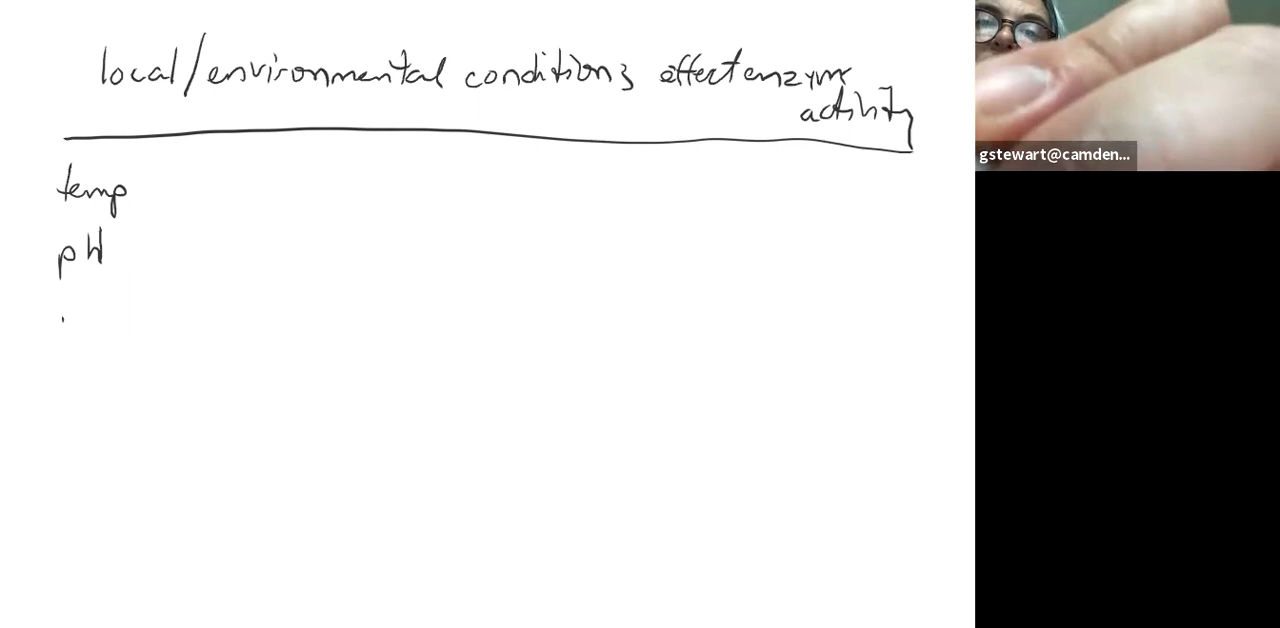 local/environmental conditions effect enzyme
activity
temp
pH
gstewart@camden...